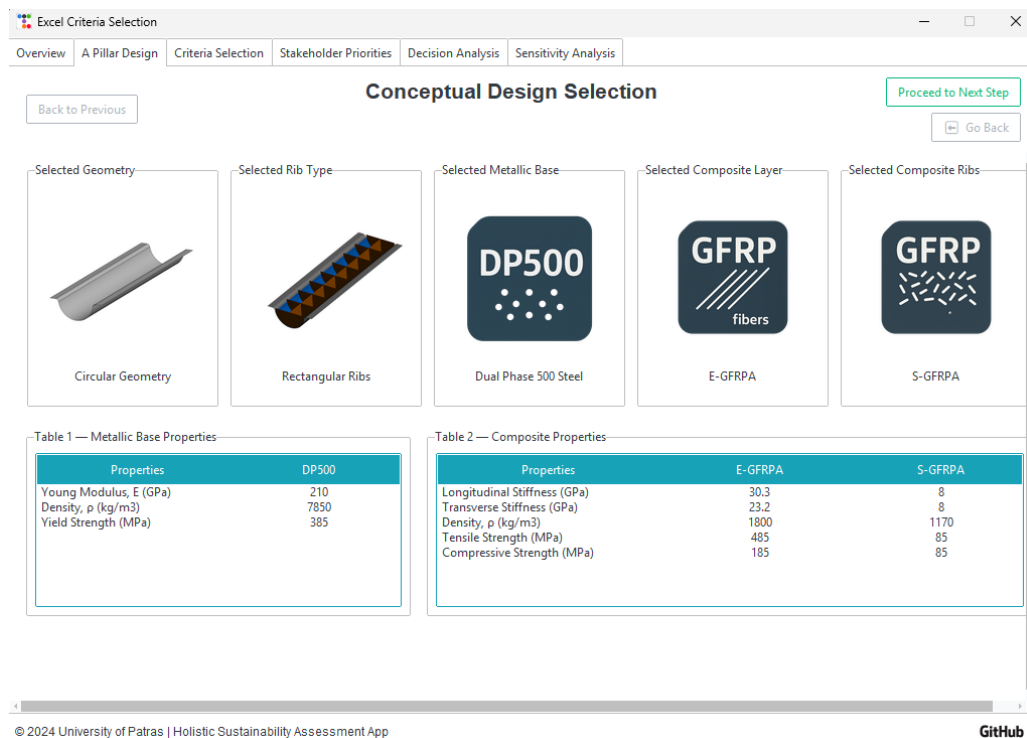 Excel Criteria Selection
Overview A Pillar Design Criteria Selection Stakeholder Priorities Decision Analysis Sensitivity Analysis
Conceptual Design Selection
Back to Previous
Proceed to Next Step
Go Back
Selected Geometry Selected Rib Type Selected Metallic Base Selected Composite Layer Selected Composite Ribs
DP500
GFRP
fibers
GFRP
Circular Geometry Rectangular Ribs Dual Phase 500 Steel E-GFRPA S-GFRPA
Table 1 — Metallic Base Properties
Properties DP500
Young Modulus, E (GPa) 210
Density, ρ (kg/m3) 7850
Yield Strength (MPa) 385
Table 2 — Composite Properties
Properties E-GFRPA S-GFRPA
Longitudinal Stiffness (GPa) 30.3 8
Transverse Stiffness (GPa) 23.2 8
Density, ρ (kg/m3) 1800 1170
Tensile Strength (MPa) 485 85
Compressive Strength (MPa) 185 85
© 2024 University of Patras | Holistic Sustainability Assessment App
GitHub